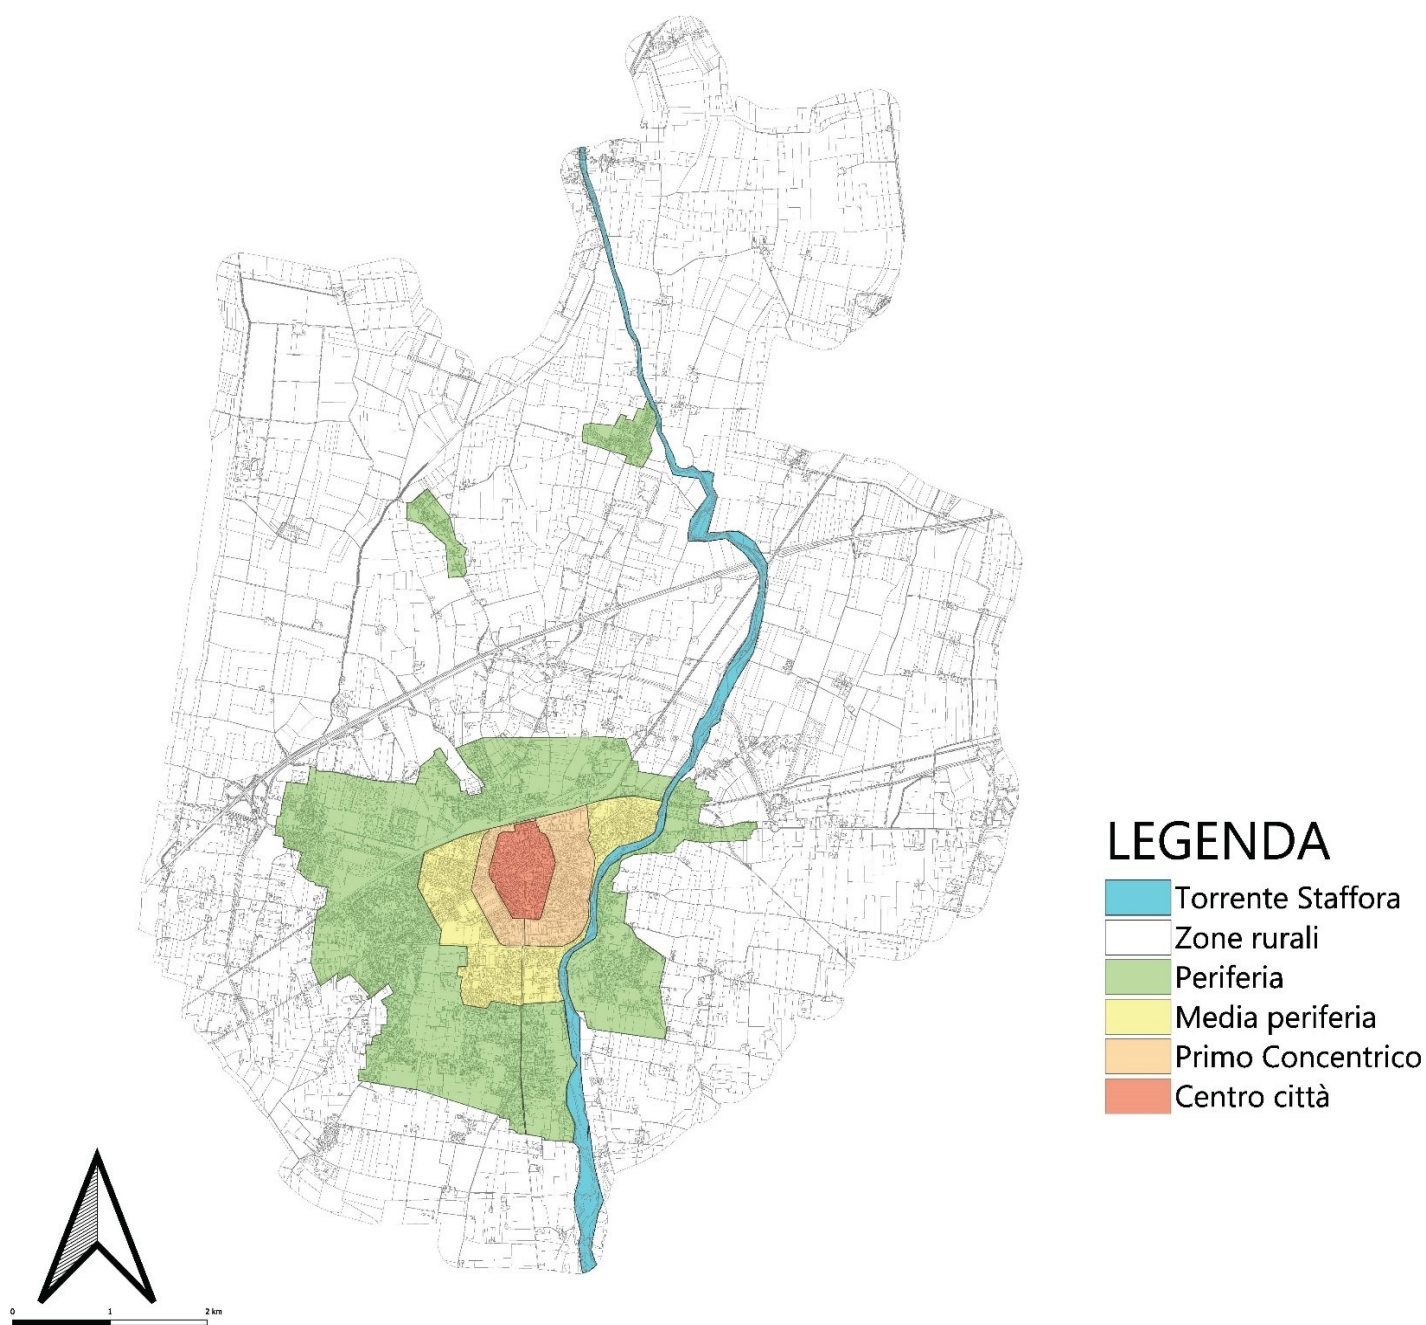 LEGENDA
Torrente Staffora
Zone rurali
Periferia
Media periferia
Primo Concentrico
Centro città
0 1 2 km